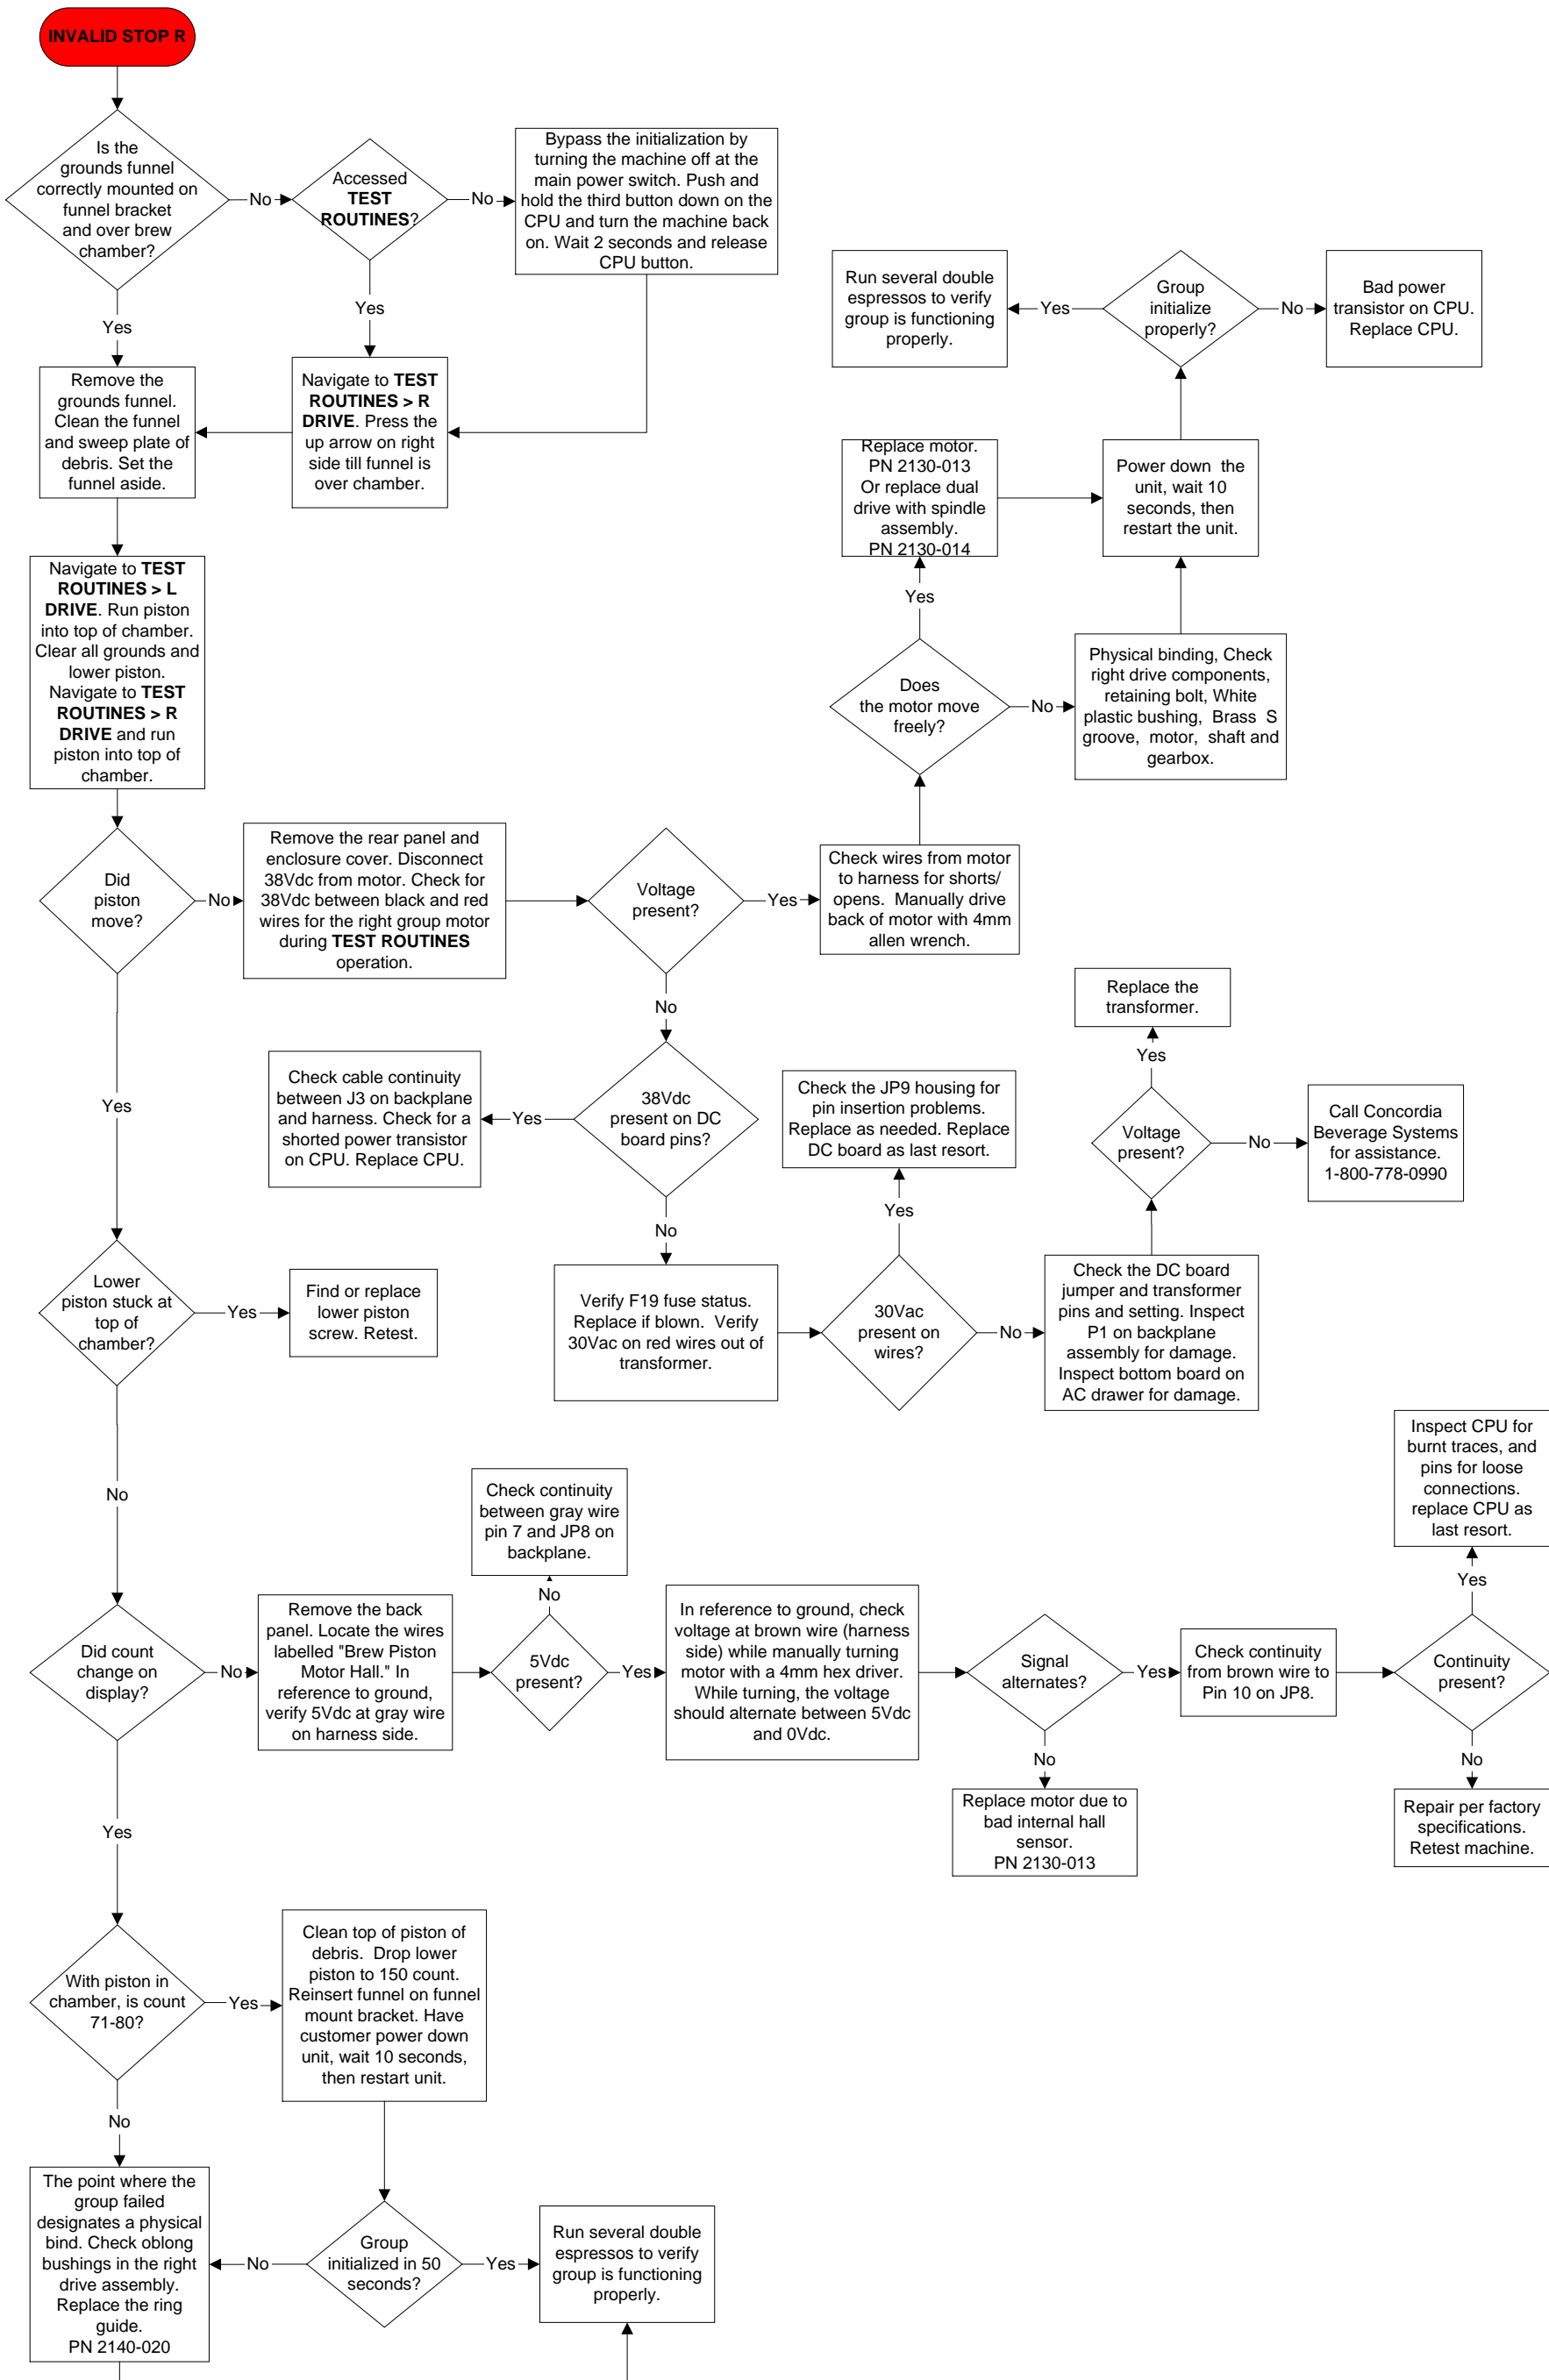 INVALID STOP R
Is the
grounds funnel
correctly mounted on
funnel bracket
and over brew
chamber?
No
Accessed
TEST
ROUTINES?
No
Bypass the initialization by
turning the machine off at the
main power switch. Push and
hold the third button down on the
CPU and turn the machine back
on. Wait 2 seconds and release
CPU button.
Yes
Yes
Remove the
grounds funnel.
Clean the funnel
and sweep plate of
debris. Set the
funnel aside.
Navigate to TEST
ROUTINES > R
DRIVE. Press the
up arrow on right
side till funnel is
over chamber.
Run several double
espressos to verify
group is functioning
properly.
Yes
Group
initialize
properly?
No
Bad power
transistor on CPU.
Replace CPU.
Replace motor.
PN 2130-013
Or replace dual
drive with spindle
assembly.
PN 2130-014
Power down  the
unit, wait 10
seconds, then
restart the unit.
Navigate to TEST
ROUTINES > L
DRIVE. Run piston
into top of chamber.
Clear all grounds and
lower piston.
Navigate to TEST
ROUTINES > R
DRIVE and run
piston into top of
chamber.
Yes
Does
the motor move
freely?
No
Physical binding, Check
right drive components,
retaining bolt, White
plastic bushing,  Brass  S
groove,  motor,  shaft and
gearbox.
Did
piston
move?
No
Remove the rear panel and
enclosure cover. Disconnect
38Vdc from motor. Check for
38Vdc between black and red
wires for the right group motor
during TEST ROUTINES
operation.
Voltage
present?
Yes
Check wires from motor
to harness for shorts/
opens.  Manually drive
back of motor with 4mm
allen wrench.
No
Replace the
transformer.
Yes
Yes
Check cable continuity
between J3 on backplane
and harness. Check for a
shorted power transistor
on CPU. Replace CPU.
Yes
38Vdc
present on DC
board pins?
Check the JP9 housing for
pin insertion problems.
Replace as needed. Replace
DC board as last resort.
Voltage
present?
No
Call Concordia
Beverage Systems
for assistance.
1-800-778-0990
No
Yes
Lower
piston stuck at
top of
chamber?
Yes
Find or replace
lower piston
screw. Retest.
Verify F19 fuse status.
Replace if blown.  Verify
30Vac on red wires out of
transformer.
30Vac
present on
wires?
No
Check the DC board
jumper and transformer
pins and setting. Inspect
P1 on backplane
assembly for damage.
Inspect bottom board on
AC drawer for damage.
No
Check continuity
between gray wire
pin 7 and JP8 on
backplane.
Inspect CPU for
burnt traces, and
pins for loose
connections.
replace CPU as
last resort.
No
Yes
Did count
change on
display?
No
Remove the back
panel. Locate the wires
labelled "Brew Piston
Motor Hall." In
reference to ground,
verify 5Vdc at gray wire
on harness side.
5Vdc
present?
Yes
In reference to ground, check
voltage at brown wire (harness
side) while manually turning
motor with a 4mm hex driver.
While turning, the voltage
should alternate between 5Vdc
and 0Vdc.
Signal
alternates?
Yes
Check continuity
from brown wire to
Pin 10 on JP8.
Continuity
present?
No
No
Replace motor due to
bad internal hall
sensor.
PN 2130-013
Repair per factory
specifications.
Retest machine.
Yes
With piston in
chamber, is count
71-80?
Yes
Clean top of piston of
debris.  Drop lower
piston to 150 count.
Reinsert funnel on funnel
mount bracket. Have
customer power down
unit, wait 10 seconds,
then restart unit.
No
The point where the
group failed
designates a physical
bind. Check oblong
bushings in the right
drive assembly.
Replace the ring
guide.
PN 2140-020
No
Group
initialized in 50
seconds?
Yes
Run several double
espressos to verify
group is functioning
properly.